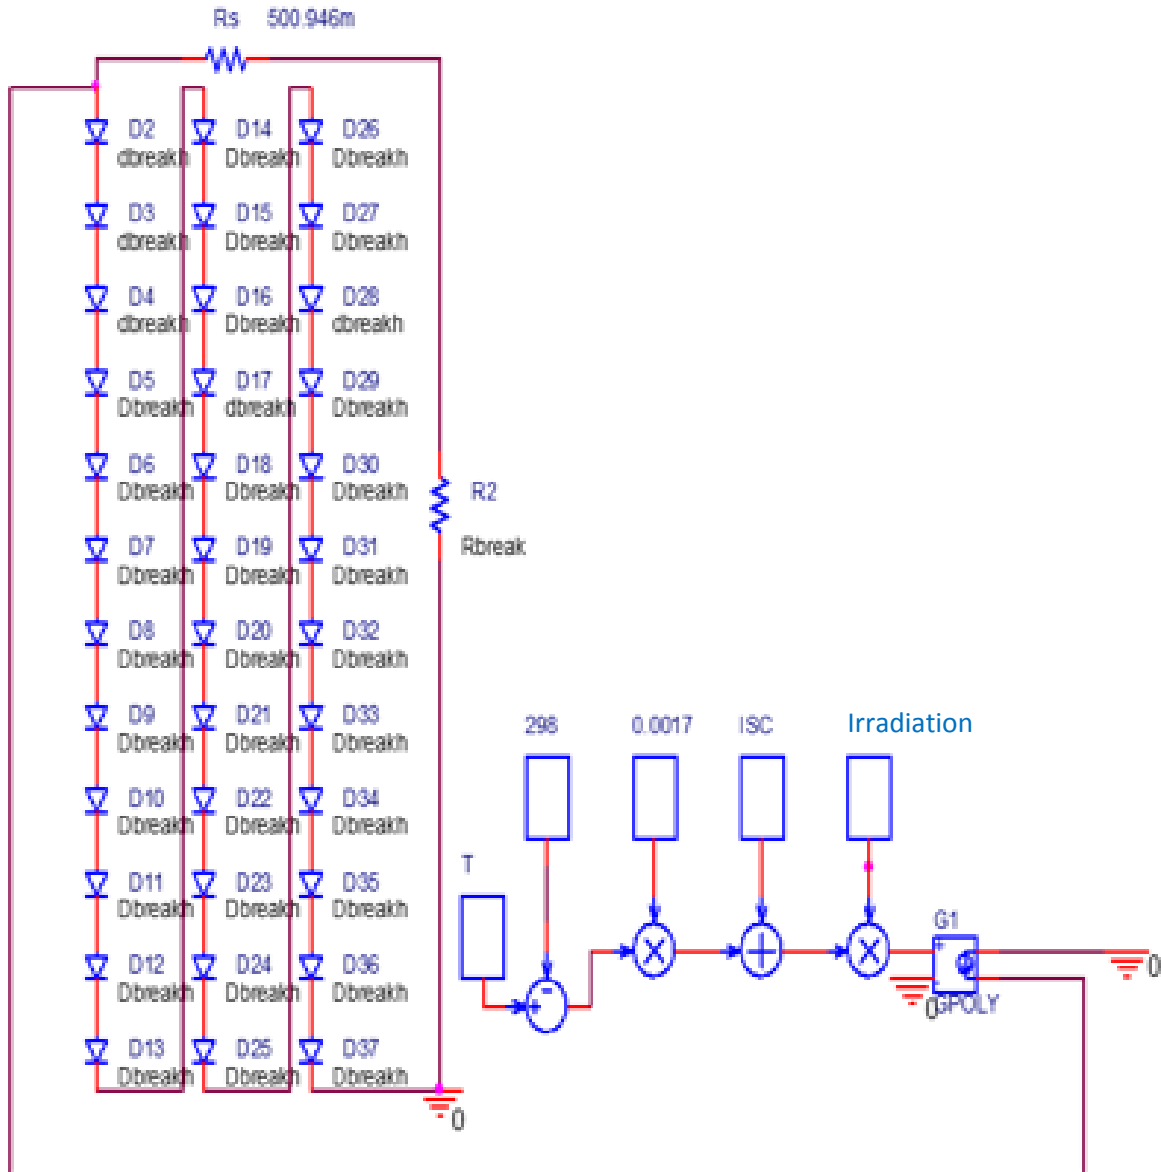 Rs 500.946m
D2 D14 D26
dbreakh Dbreakh Dbreakh
D3 D15 D27
dbreakh Dbreakh Dbreakh
D4 D16 D28
dbreakh Dbreakh dbreakh
D5 D17 D29
Dbreakh dbreakh Dbreakh
D6 D18 D30
Dbreakh Dbreakh Dbreakh
R2
D7 D19 D31
Dbreakh Dbreakh Dbreakh
Rbreak
D8 D20 D32
Dbreakh Dbreakh Dbreakh
D9 D21 D33
Dbreakh Dbreakh Dbreakh
298 0.0017 ISC Irradiation
D10 D22 D34
Dbreakh Dbreakh Dbreakh
T
D11 D23 D35
Dbreakh Dbreakh Dbreakh
G1
D12 D24 D36
Dbreakh Dbreakh Dbreakh
0
0
GPOLY
D13 D25 D37
Dbreakh Dbreakh Dbreakh
0